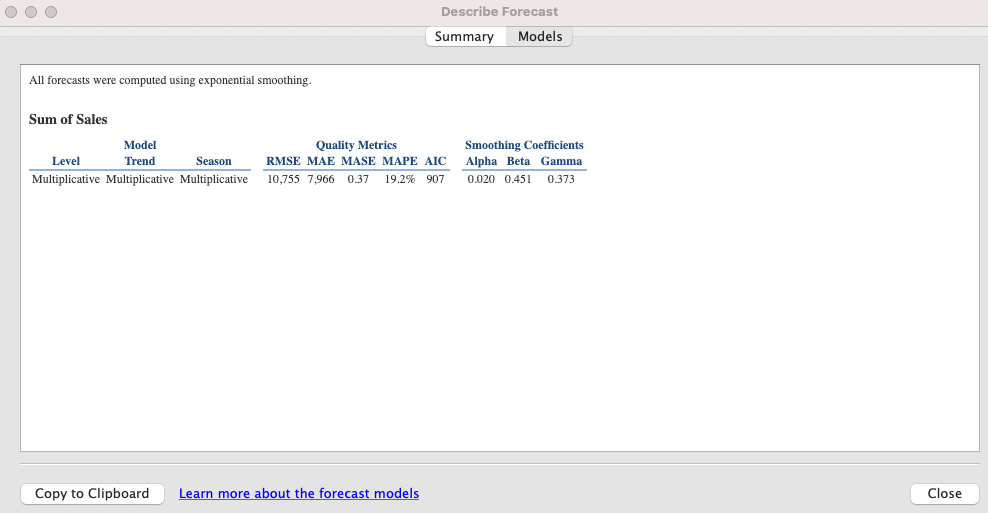 Describe Forecast
Summary Models
All forecasts were computed using exponential smoothing.
Sum of Sales
Model Quality Metrics Smoothing Coefficients
Level Trend Season RMSE MAE MASE MAPE AIC Alpha Beta Gamma
Multiplicative Multiplicative Multiplicative 10,755 7,966 0.37 19.2% 907 0.020 0.451 0.373
Copy to Clipboard Learn more about the forecast models Close